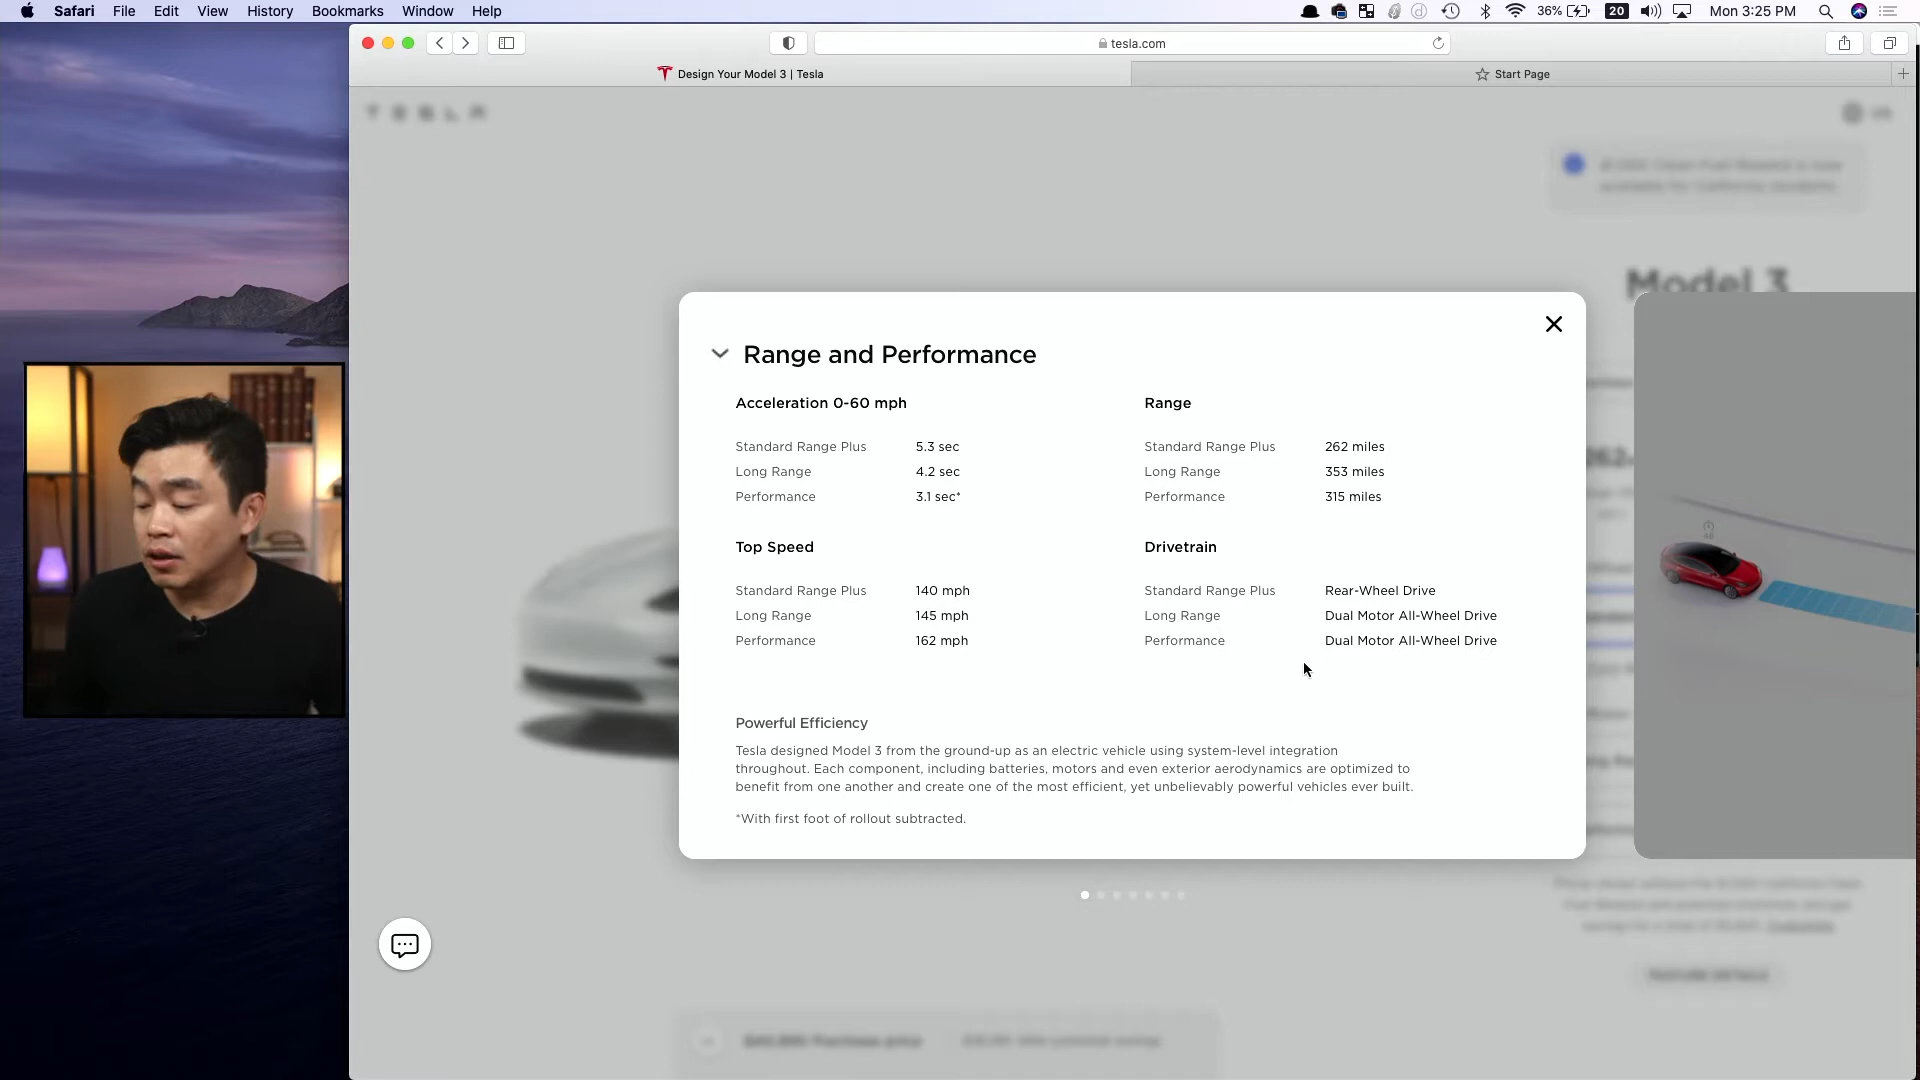 Safari File Edit View History Bookmarks Window Help
36% 20 Mon 3:25 PM
tesla.com
Design Your Model 3 | Tesla
Start Page
TESLA
US
Model 3
Range and Performance
Acceleration 0-60 mph
Standard Range Plus 5.3 sec
Long Range 4.2 sec
Performance 3.1 sec*
Range
Standard Range Plus 262 miles
Long Range 353 miles
Performance 315 miles
Top Speed
Standard Range Plus 140 mph
Long Range 145 mph
Performance 162 mph
Drivetrain
Standard Range Plus Rear-Wheel Drive
Long Range Dual Motor All-Wheel Drive
Performance Dual Motor All-Wheel Drive
Powerful Efficiency
Tesla designed Model 3 from the ground-up as an electric vehicle using system-level integration
throughout. Each component, including batteries, motors and even exterior aerodynamics are optimized to
benefit from one another and create one of the most efficient, yet unbelievably powerful vehicles ever built.
*With first foot of rollout subtracted.